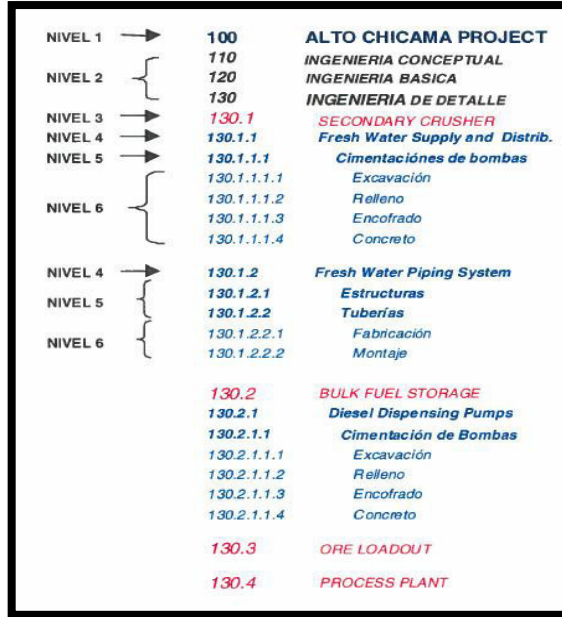 NIVEL 1 100 ALTO CHICAMA PROJECT
110 INGENIERIA CONCEPTUAL
NIVEL 2 120 INGENIERIA BASICA
130 INGENIERIA DE DETALLE
NIVEL 3 130.1 SECONDARY CRUSHER
NIVEL 4 130.1.1 Fresh Water Supply and Distrib.
NIVEL 5 130.1.1.1 Cimentaciónes de bombas
130.1.1.1.1 Excavación
130.1.1.1.2 Relleno
NIVEL 6
130.1.1.1.3 Encofrado
130.1.1.1.4 Concreto
NIVEL 4 130.1.2 Fresh Water Piping System
130.1.2.1 Estructuras
NIVEL 5
130.1.2.2 Tuberías
130.1.2.2.1 Fabricación
NIVEL 6
130.1.2.2.2 Montaje
130.2 BULK FUEL STORAGE
130.2.1 Diesel Dispensing Pumps
130.2.1.1 Cimentación de Bombas
130.2.1.1.1 Excavación
130.2.1.1.2 Relleno
130.2.1.1.3 Encofrado
130.2.1.1.4 Concreto
130.3 ORE LOADOUT
130.4 PROCESS PLANT